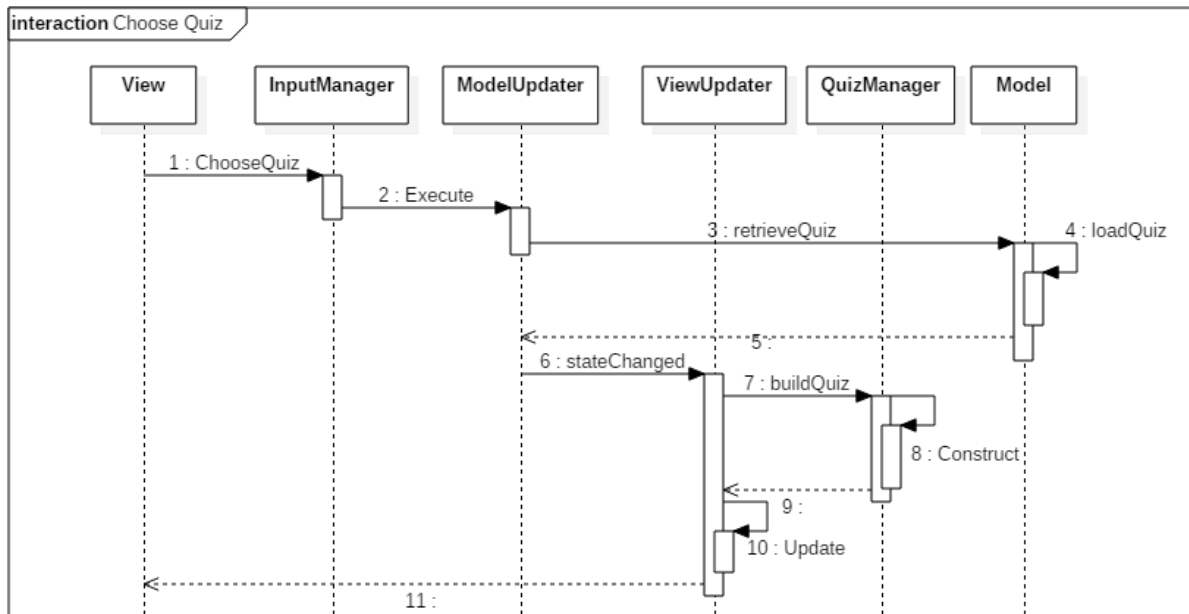 interaction Choose Quiz
View
InputManager
ModelUpdater
ViewUpdater
QuizManager
Model
1 : ChooseQuiz
2 : Execute
3 : retrieveQuiz
4 : loadQuiz
5 :
6 : stateChanged
7 : buildQuiz
8 : Construct
9 :
10 : Update
11 :